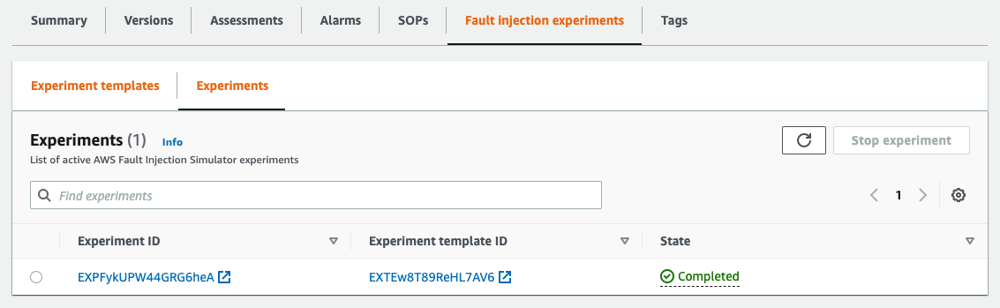 Summary Versions Assessments Alarms SOPs Fault injection experiments Tags
Experiment templates Experiments
Experiments (1) Info
Stop experiment
List of active AWS Fault Injection Simulator experiments
Find experiments
1
Experiment ID Experiment template ID State
EXPFykUPW44GRG6heA EXTEw8T89ReHL7AV6 Completed